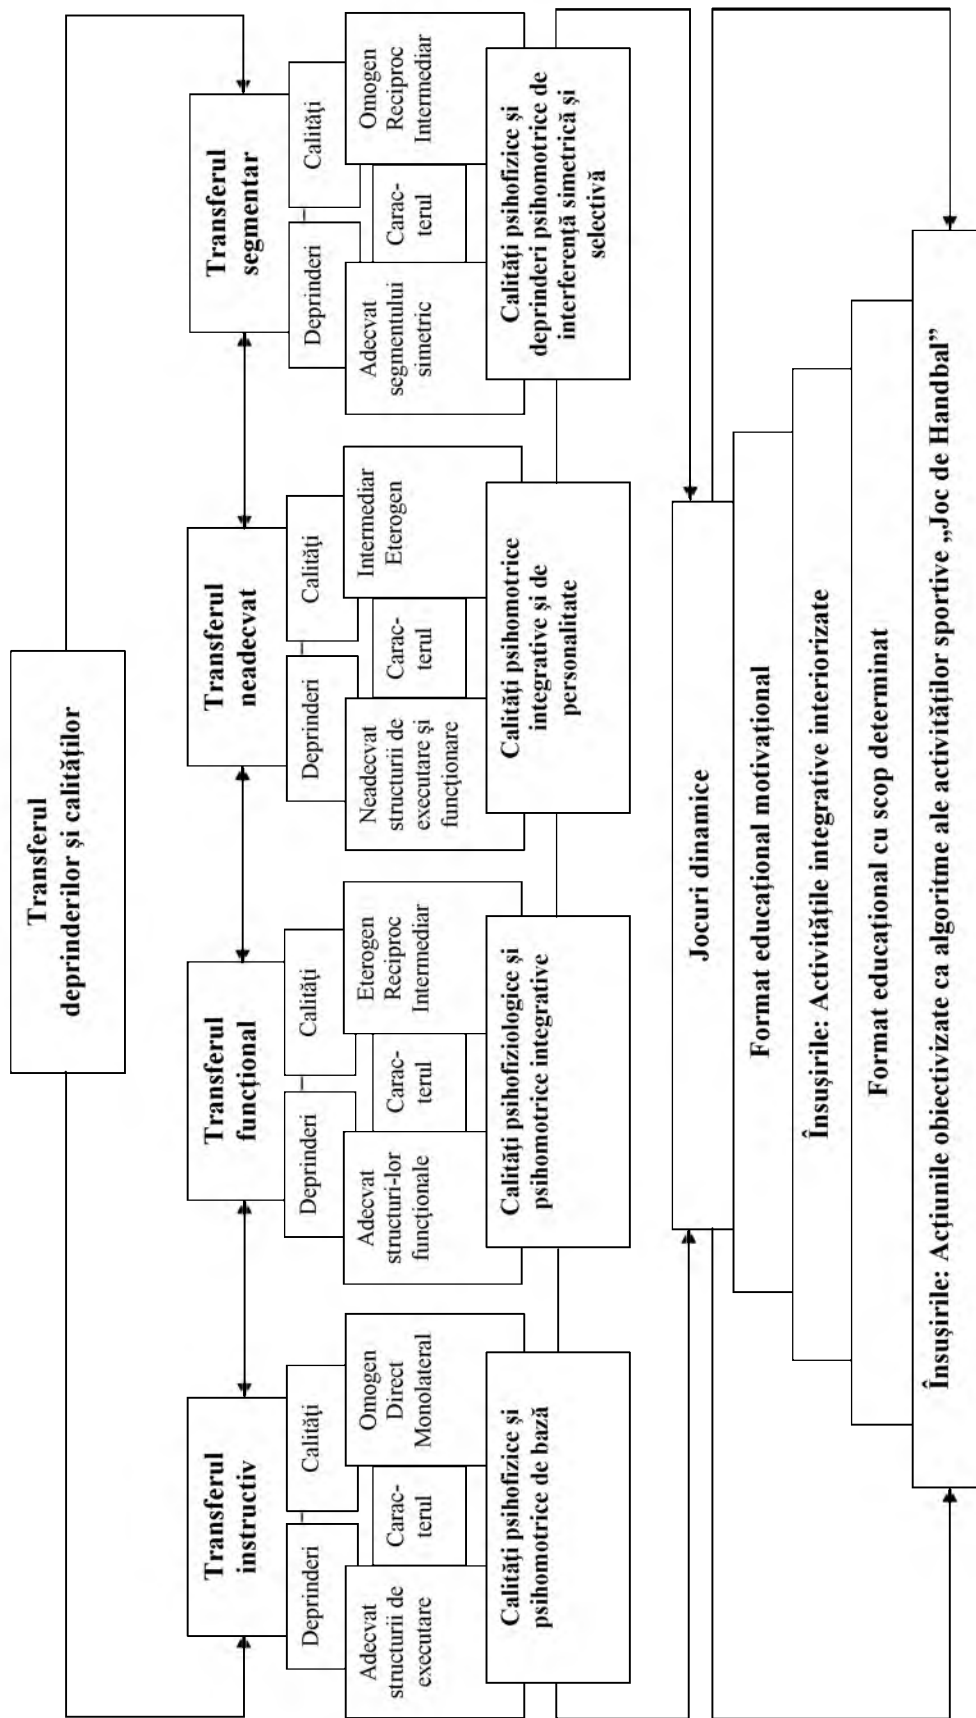 Transferul
deprinderilor și calităților
Transferul
instructiv
Deprinderi
Calități
Adecvat
structurii de
executare
Carac-
terul
Omogen
Direct
Monolateral
Calități psihofizice și
psihomotrice de bază
Transferul
funcțional
Deprinderi
Calități
Adecvat
structuri-lor
funcționale
Carac-
terul
Eterogen
Reciproc
Intermediar
Calități psihofiziologice și
psihomotrice integrative
Transferul
neadecvat
Deprinderi
Calități
Neadecvat
structurii de
executare și
funcționare
Carac-
terul
Intermediar
Eterogen
Calități psihomotrice
integrative și de
personalitate
Transferul
segmentar
Deprinderi
Calități
Adecvat
segmentului
simetric
Carac-
terul
Omogen
Reciproc
Intermediar
Calități psihofizice și
deprinderi psihomotrice de
interferență simetrică și
selectivă
Jocuri dinamice
Format educațional motivațional
Însușirile: Activitățile integrative interiorizate
Format educațional cu scop determinat
Însușirile: Acțiunile obiectivizate ca algoritme ale activităților sportive „Joc de Handbal”